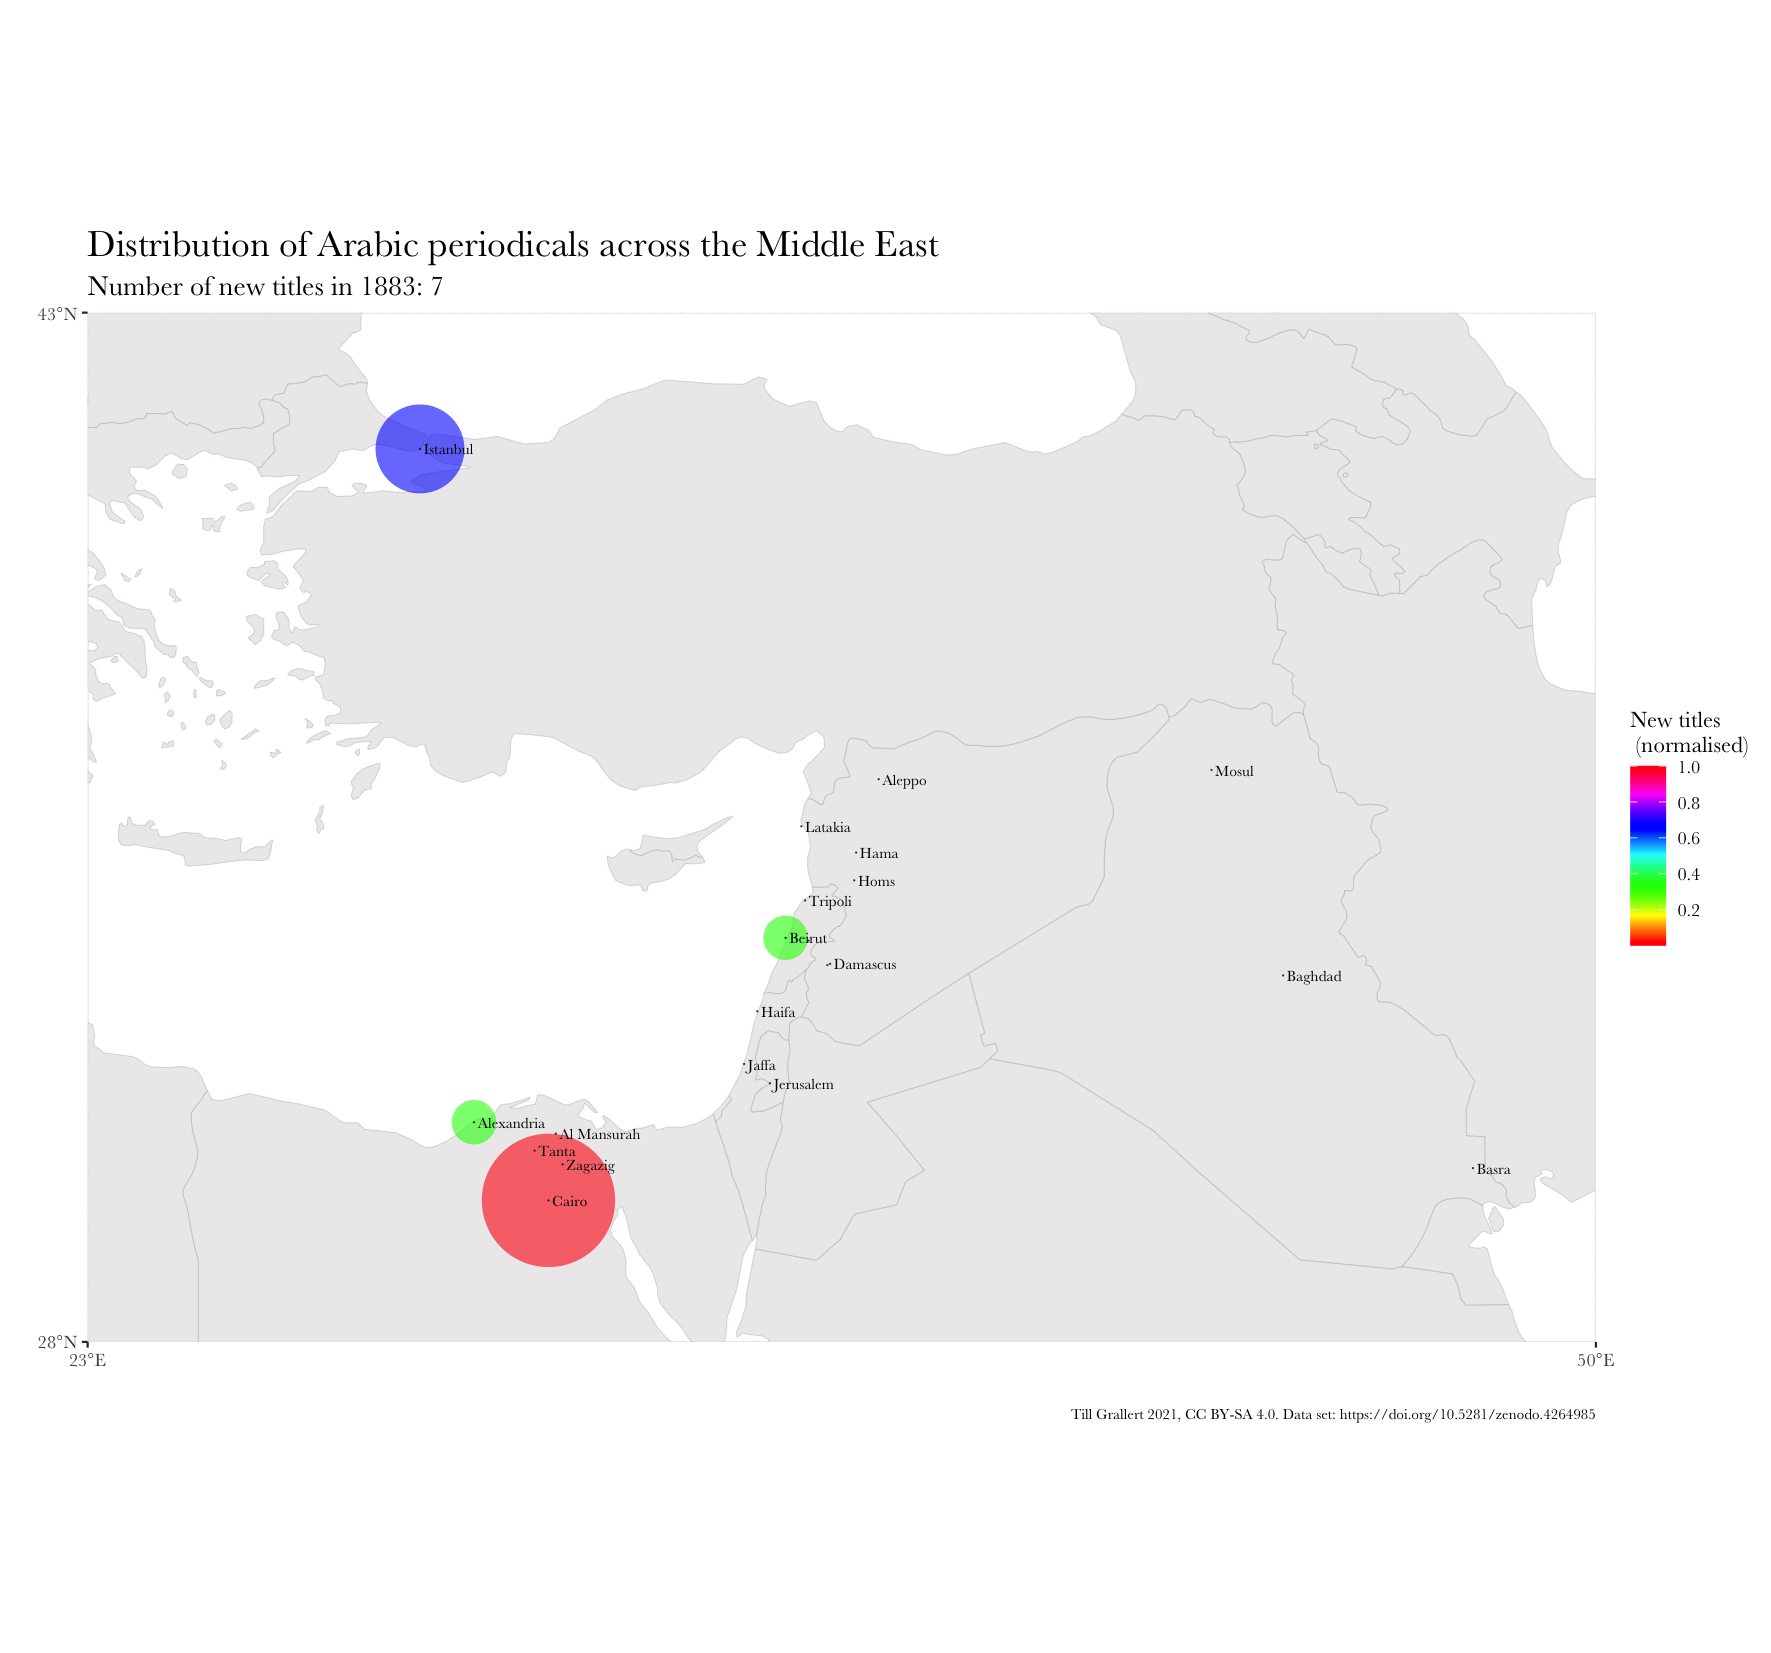 Distribution of Arabic periodicals across the Middle East
Number of new titles in 1883: 7
43°N
Istanbul
New titles
(normalised)
1.0
0.8
0.6
0.4
0.2
Aleppo
Mosul
Latakia
Hama
Homs
Tripoli
Beirut
Damascus
Baghdad
Haifa
Jaffa
Jerusalem
Alexandria
Al Mansurah
Tanta
Zagazig
Basra
Cairo
28°N
23°E
50°E
Till Grallert 2021, CC BY-SA 4.0. Data set: https://doi.org/10.5281/zenodo.4264985